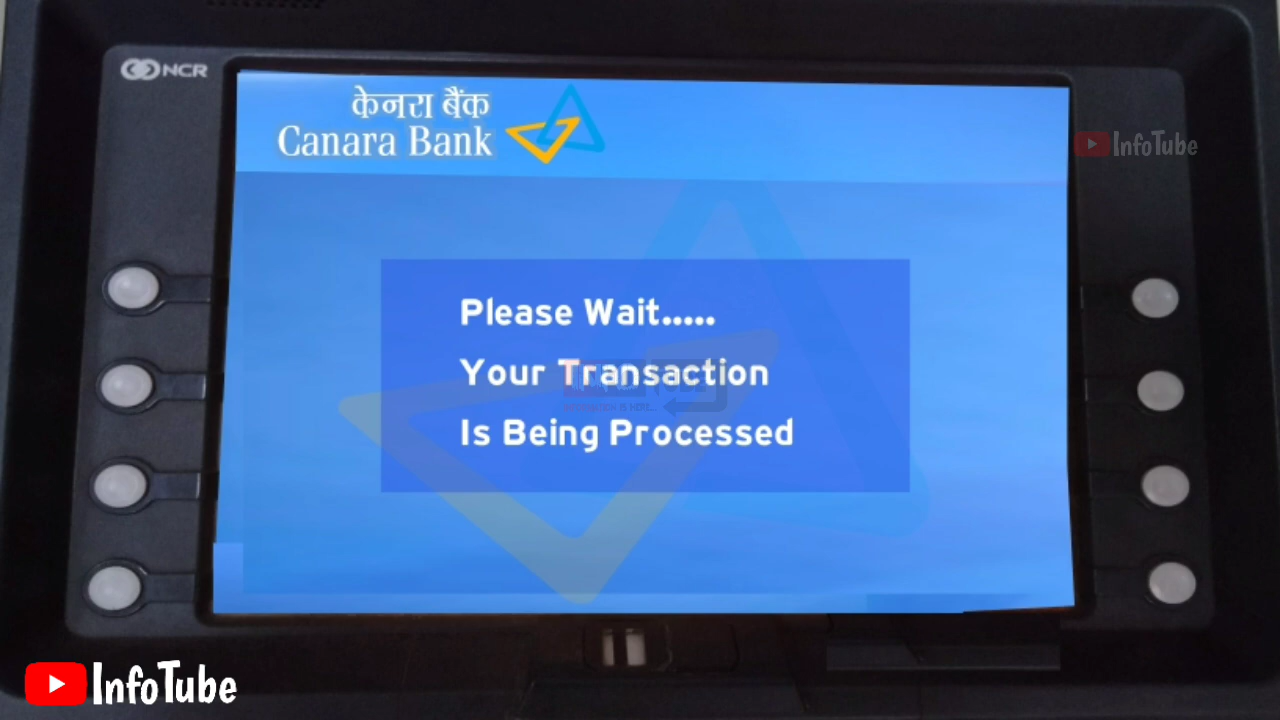 NCR
केनरा बैंक
Canara Bank
InfoTube
Please Wait.....
Your Transaction
Is Being Processed
InfoTube